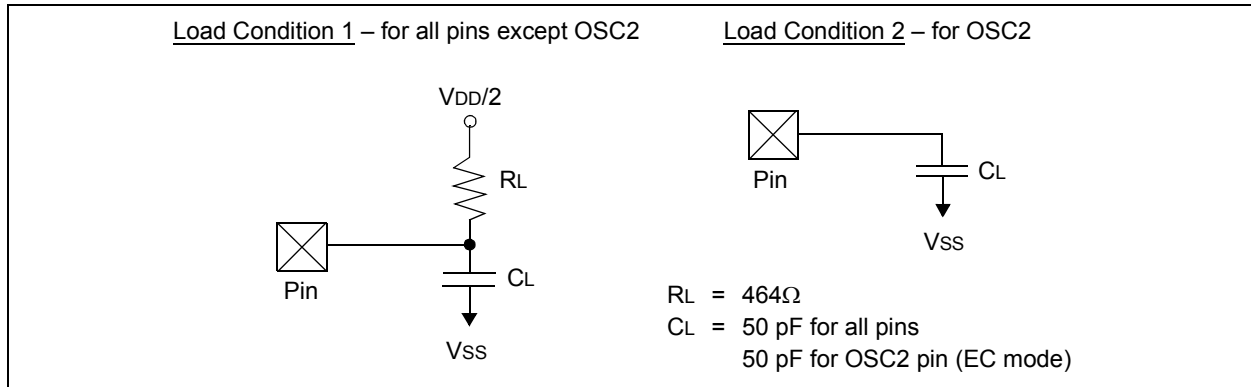 Load Condition 1 – for all pins except OSC2
VDD/2
RL
Pin
CL
VSS
Load Condition 2 – for OSC2
Pin
CL
VSS
RL = 464Ω
CL = 50 pF for all pins
50 pF for OSC2 pin (EC mode)